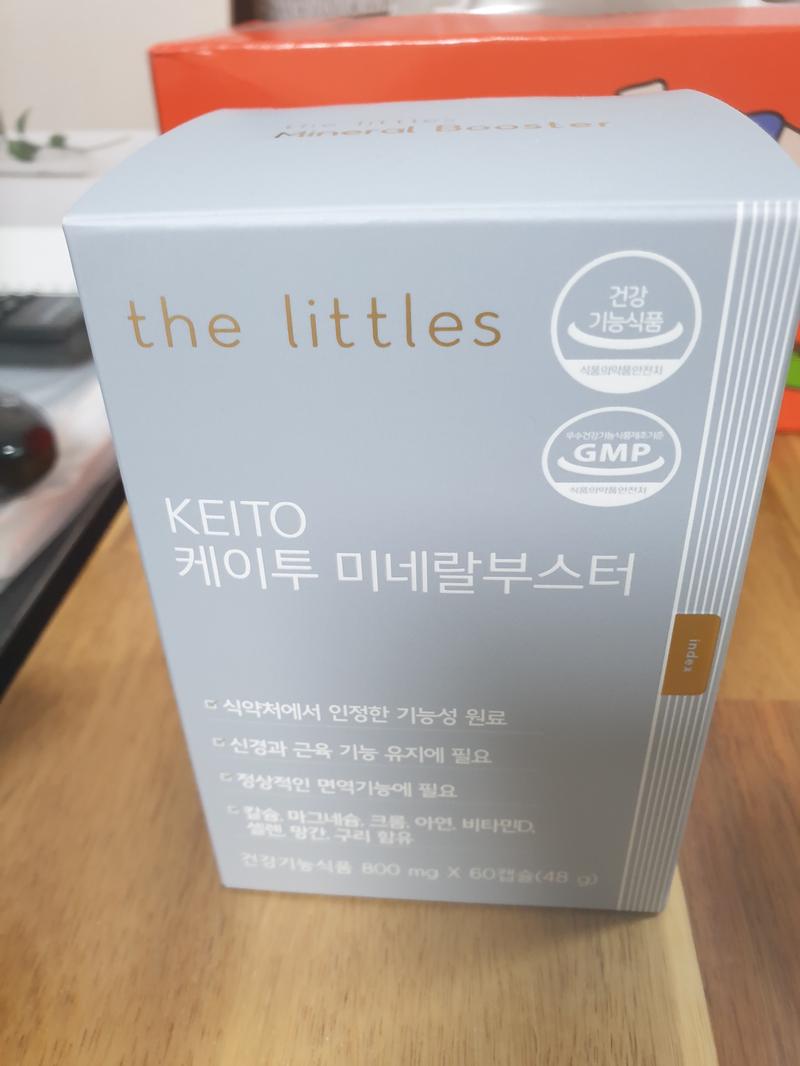 the littles
Mineral Booster
the littles
건강
기능식품
식품의약품안전처
우수건강기능식품제조기준
GMP
식품의약품안전처
KEITO
케이투 미네랄부스터
index
식약처에서 인정한 기능성 원료
신경과 근육 기능 유지에 필요
정상적인 면역기능에 필요
칼슘, 마그네슘, 크롬, 아연, 비타민D,
셀렌, 망간, 구리 함유
건강기능식품 800 mg X 60캡슐(48 g)